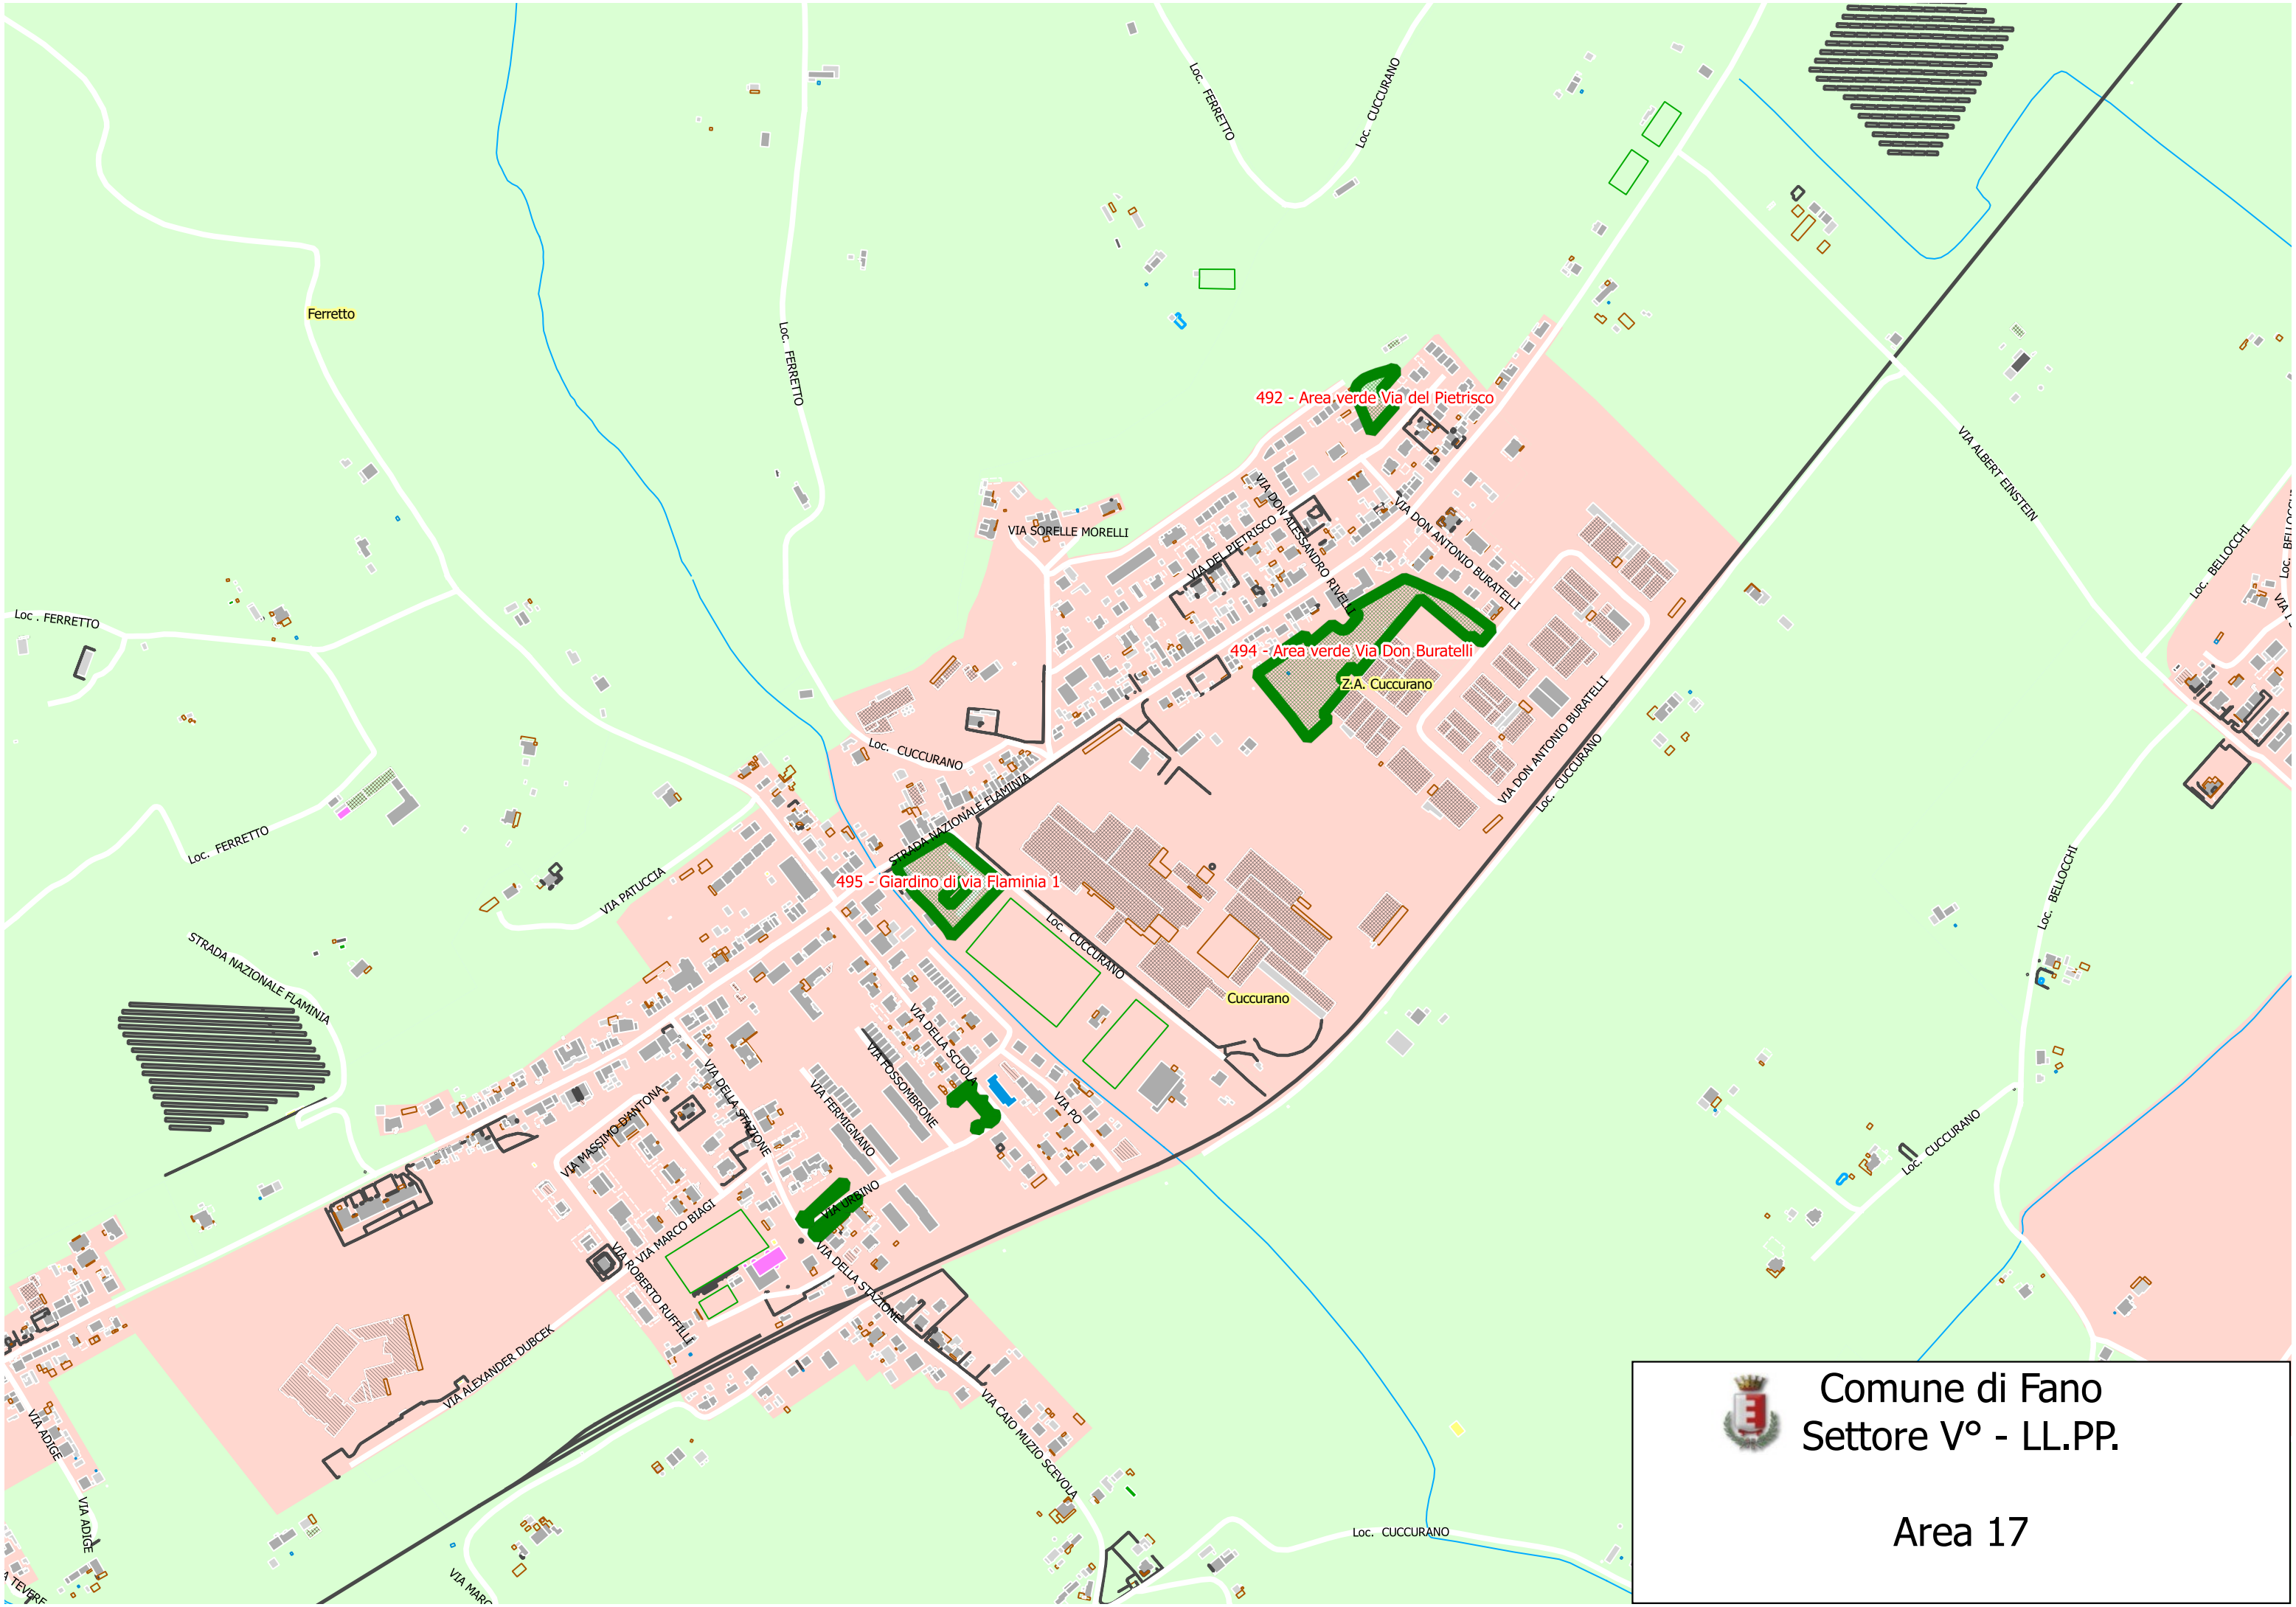 Loc. FERRETTO
Loc. CUCCURANO
Ferretto
Loc. FERRETTO
492 - Area verde Via del Pietrisco
VIA ALBERT EINSTEIN
VIA SORELLE MORELLI
VIA DEL PIETRISCO
VIA DON ALESSANDRO RIVELLI
VIA DON ANTONIO BURATELLI
Loc. BELLOCCHI
Loc. FERRETTO
494 - Area verde Via Don Buratelli
Z.A. Cuccurano
VIA DON ANTONIO BURATELLI
Loc. CUCCURANO
Loc. CUCCURANO
STRADA NAZIONALE FLAMINIA
Loc. FERRETTO
VIA PATUCCIA
495 - Giardino di via Flaminia 1
Loc. CUCCURANO
Loc. BELLOCCHI
STRADA NAZIONALE FLAMINIA
Cuccurano
VIA DELLA SCUOLA
VIA FOSSOMBRONE
VIA FERMIGNANO
VIA DELLA STAZIONE
VIA MASSIMO D'ANTONA
VIA PO
Loc. CUCCURANO
VIA URBINO
VIA MARCO BIAGI
VIA ROBERTO RUFFILLI
VIA DELLA STAZIONE
VIA ALEXANDER DUBCEK
VIA ADIGE
VIA CAIO MUZIO SCEVOLA
VIA ADIGE
Loc. CUCCURANO
TEVERE
VIA MARC
Comune di Fano
Settore V° - LL.PP.
Area 17